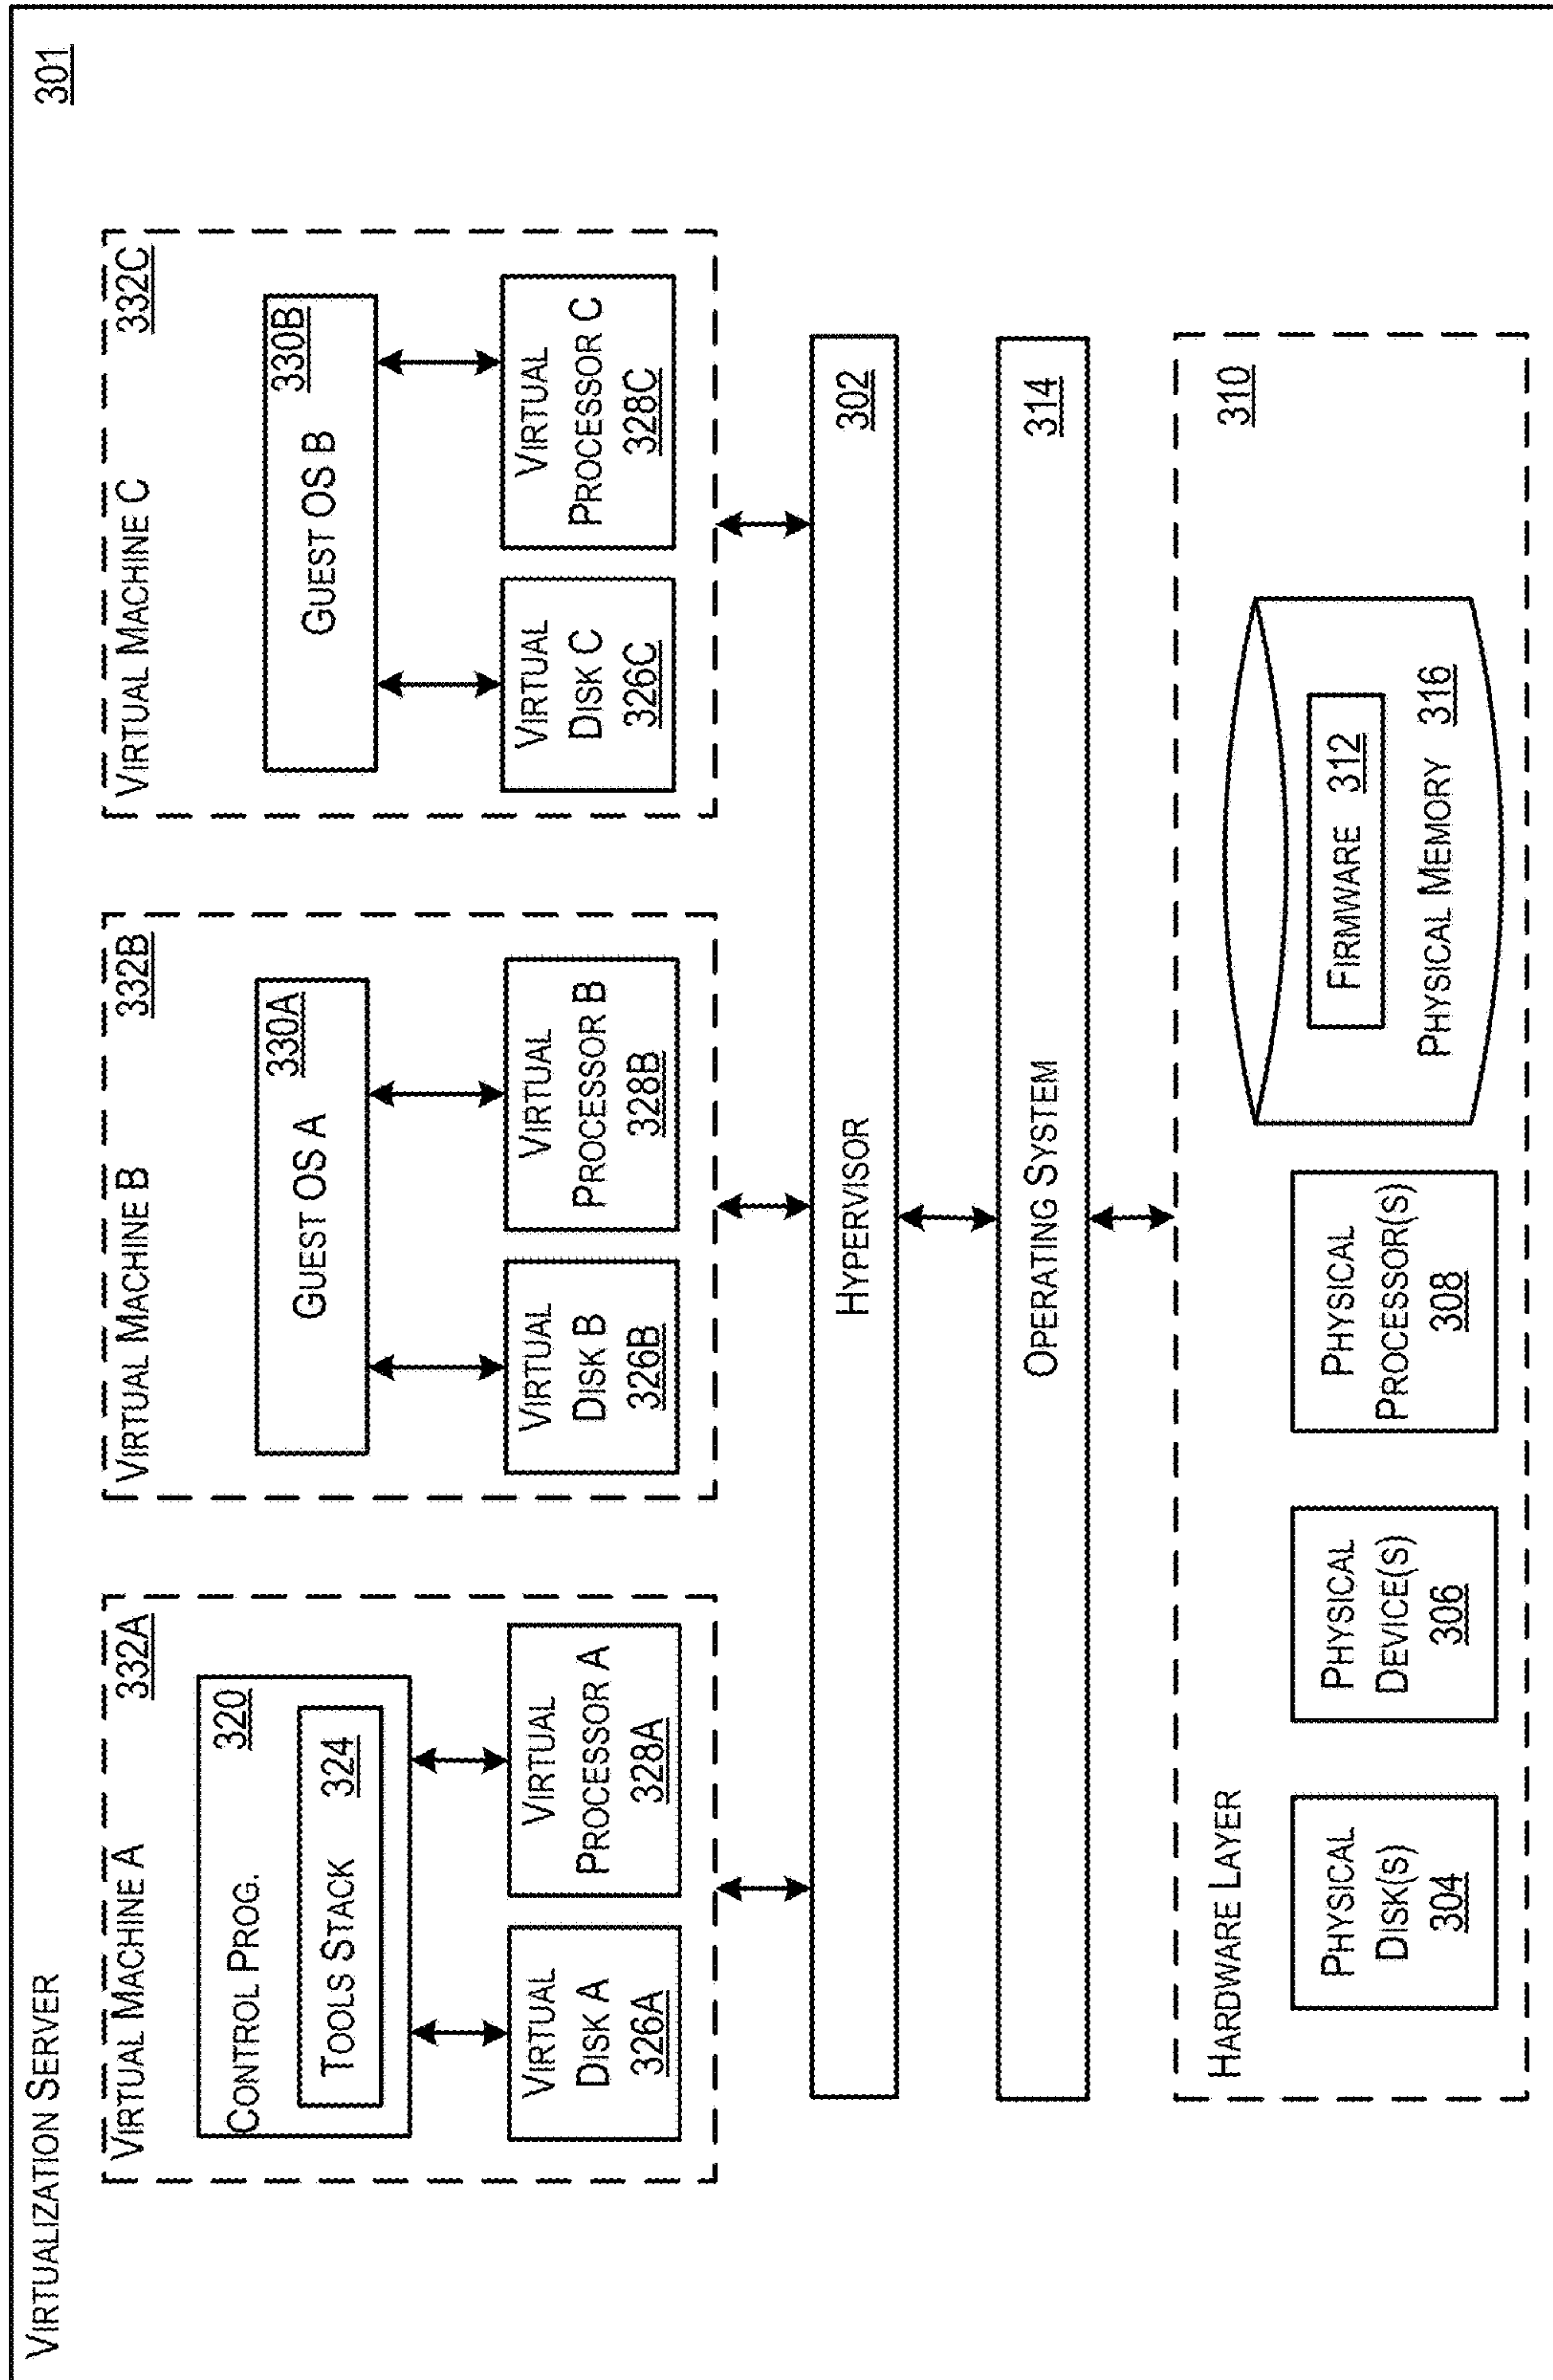 VIRTUALIZATION SERVER
301
VIRTUAL MACHINE A
332A
CONTROL PROG.
320
TOOLS STACK
324
VIRTUAL
DISK A
326A
VIRTUAL
PROCESSOR A
328A
VIRTUAL MACHINE B
332B
GUEST OS A
330A
VIRTUAL
DISK B
326B
VIRTUAL
PROCESSOR B
328B
VIRTUAL MACHINE C
332C
GUEST OS B
330B
VIRTUAL
DISK C
326C
VIRTUAL
PROCESSOR C
328C
HYPERVISOR
302
OPERATING SYSTEM
314
HARDWARE LAYER
310
PHYSICAL
DISK(S)
304
PHYSICAL
DEVICE(S)
306
PHYSICAL
PROCESSOR(S)
308
FIRMWARE 312
PHYSICAL MEMORY 316